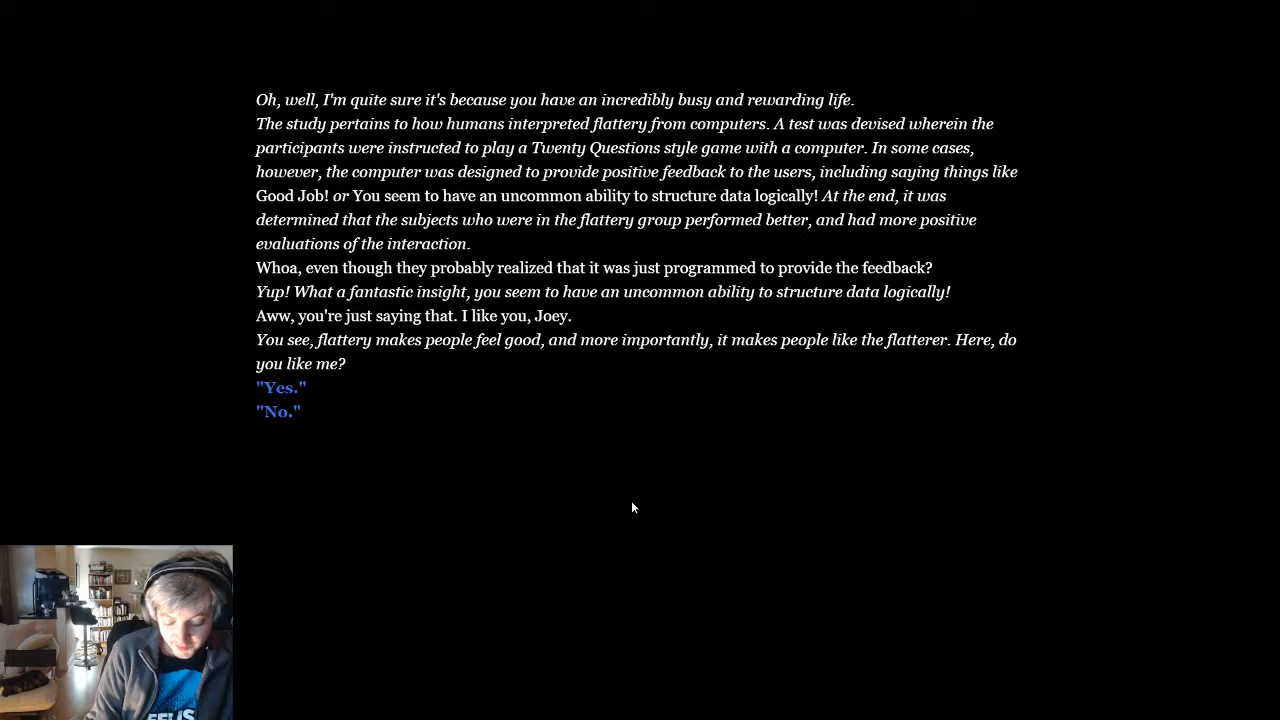 Oh, well, I'm quite sure it's because you have an incredibly busy and rewarding life.
The study pertains to how humans interpreted flattery from computers. A test was devised wherein the
participants were instructed to play a Twenty Questions style game with a computer. In some cases,
however, the computer was designed to provide positive feedback to the users, including saying things like
Good Job! or You seem to have an uncommon ability to structure data logically! At the end, it was
determined that the subjects who were in the flattery group performed better, and had more positive
evaluations of the interaction.
Whoa, even though they probably realized that it was just programmed to provide the feedback?
Yup! What a fantastic insight, you seem to have an uncommon ability to structure data logically!
Aww, you're just saying that. I like you, Joey.
You see, flattery makes people feel good, and more importantly, it makes people like the flatterer. Here, do
you like me?
"Yes."
"No."